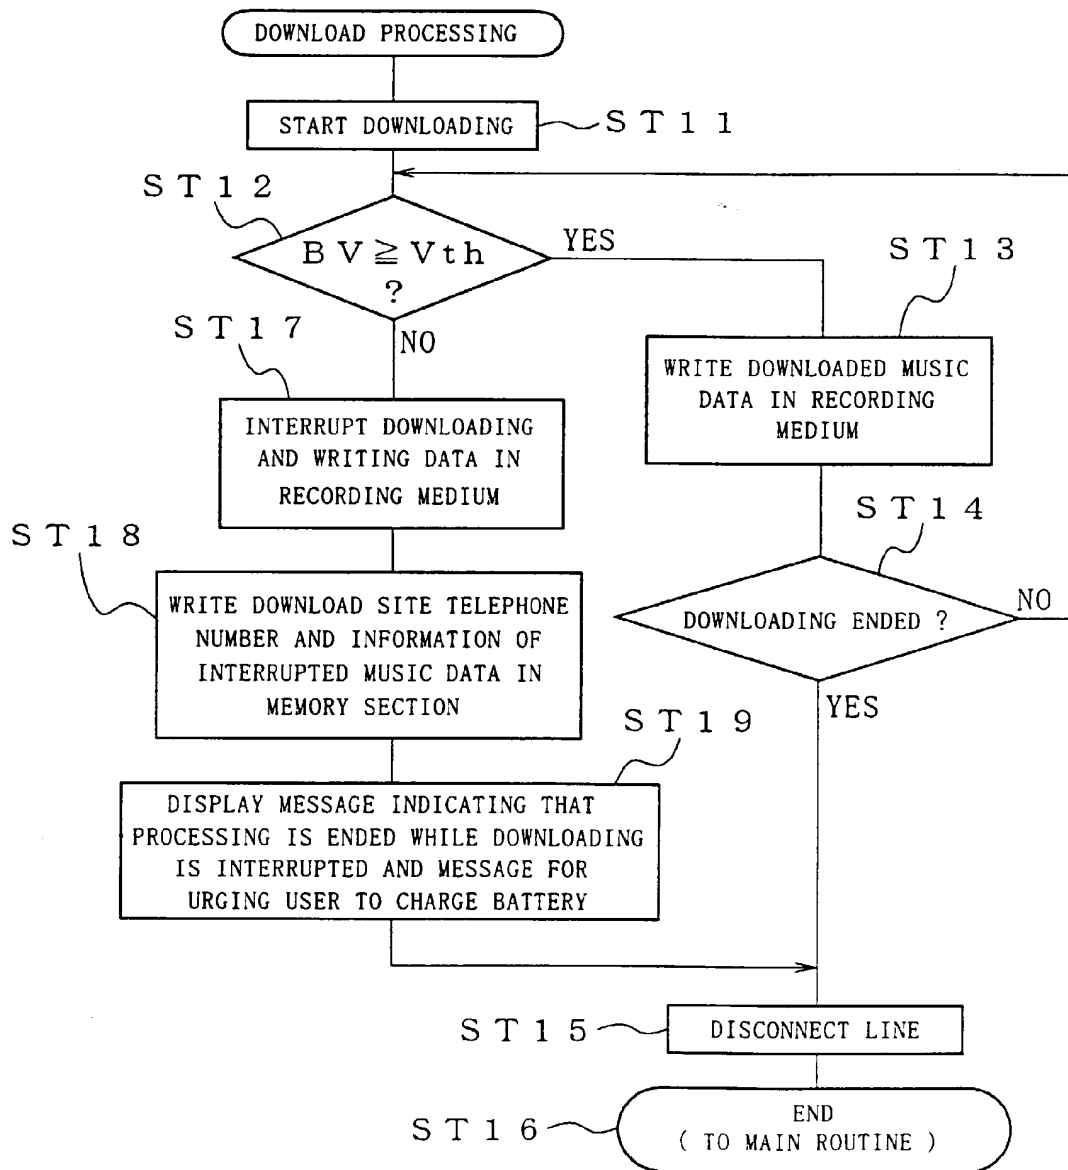 DOWNLOAD PROCESSING
START DOWNLOADING
ST11
ST12
BV≧Vth
?
YES
NO
ST13
WRITE DOWNLOADED MUSIC
DATA IN RECORDING
MEDIUM
ST17
INTERRUPT DOWNLOADING
AND WRITING DATA IN
RECORDING MEDIUM
ST14
DOWNLOADING ENDED ?
NO
YES
ST18
WRITE DOWNLOAD SITE TELEPHONE
NUMBER AND INFORMATION OF
INTERRUPTED MUSIC DATA IN
MEMORY SECTION
ST19
DISPLAY MESSAGE INDICATING THAT
PROCESSING IS ENDED WHILE DOWNLOADING
IS INTERRUPTED AND MESSAGE FOR
URGING USER TO CHARGE BATTERY
ST15
DISCONNECT LINE
ST16
END
( TO MAIN ROUTINE )